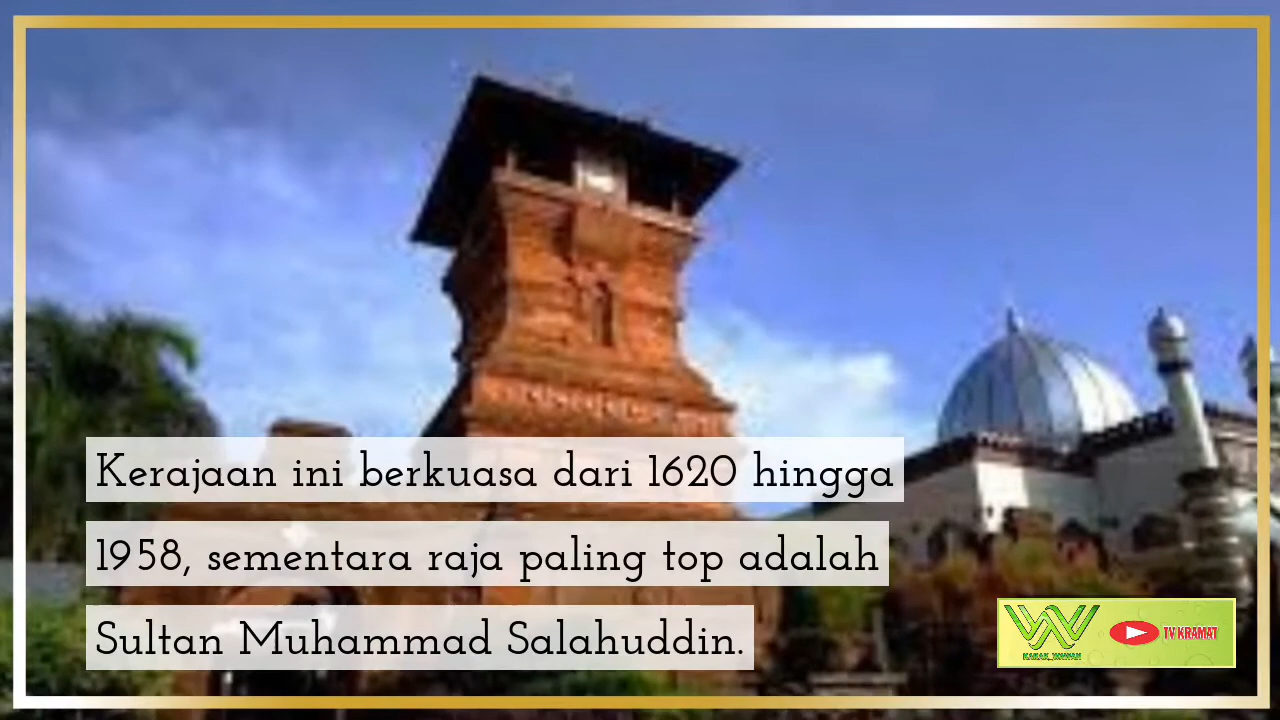 Kerajaan ini berkuasa dari 1620 hingga
1958, sementara raja paling top adalah
Sultan Muhammad Salahuddin.
TV KRAMAT